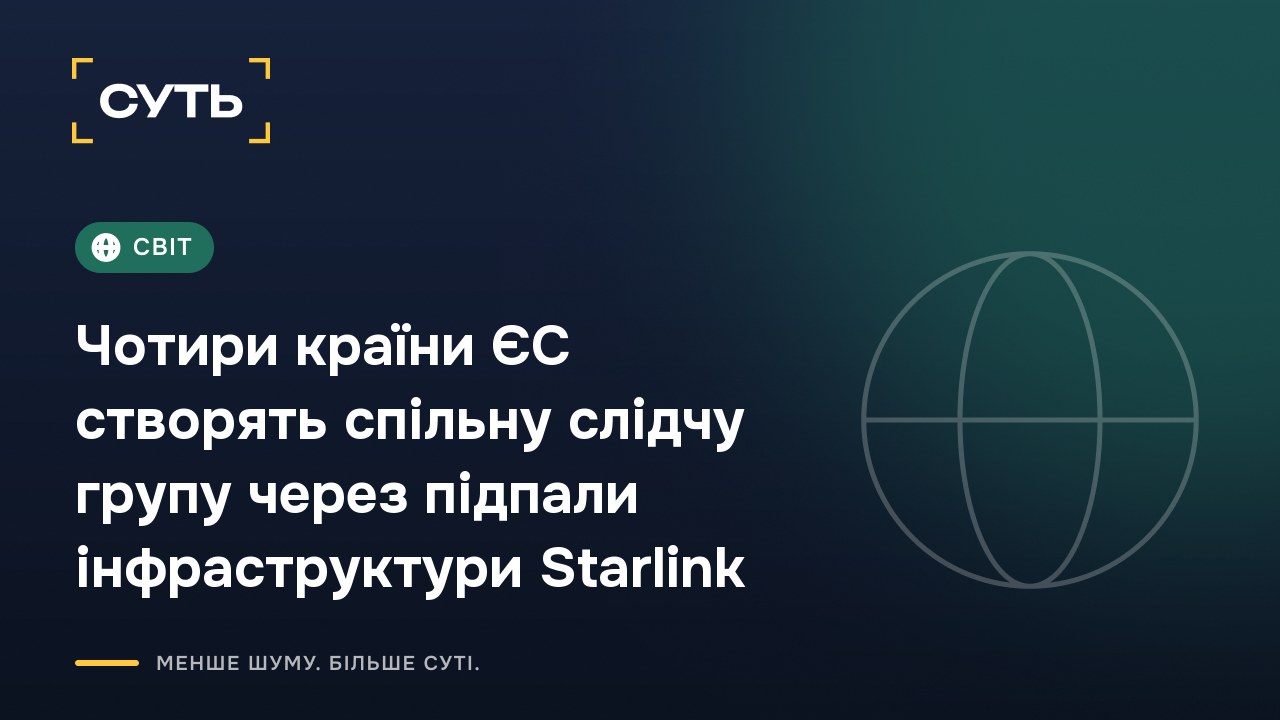 СУТЬ
СВІТ
Чотири країни ЄС
створять спільну слідчу
групу через підпали
інфраструктури Starlink
МЕНШЕ ШУМУ. БІЛЬШЕ СУТІ.